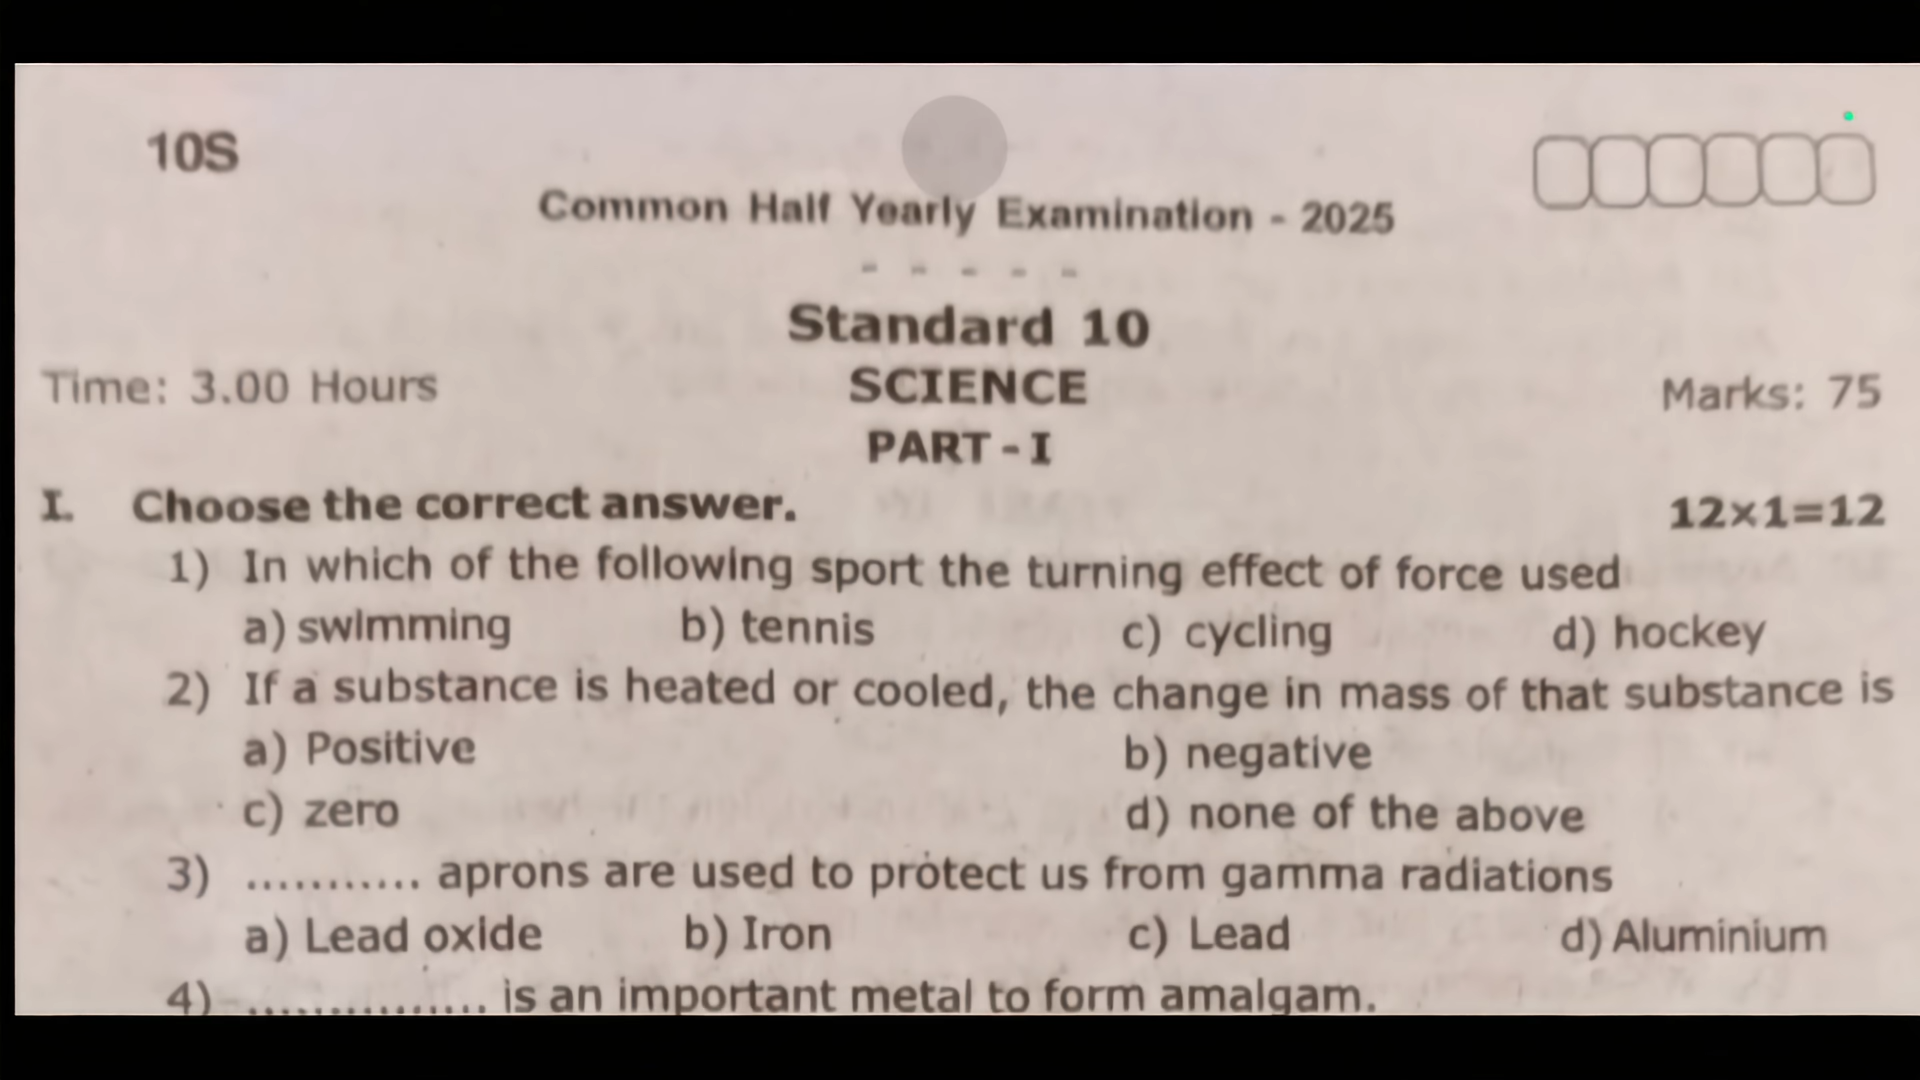 10S
Common Half Yearly Examination - 2025
- - - - -
Standard 10
Time: 3.00 Hours SCIENCE Marks: 75
PART - I
I. Choose the correct answer. 12×1=12
1) In which of the following sport the turning effect of force used
a) swimming b) tennis c) cycling d) hockey
2) If a substance is heated or cooled, the change in mass of that substance is
a) Positive b) negative
c) zero d) none of the above
3) ........... aprons are used to protect us from gamma radiations
a) Lead oxide b) Iron c) Lead d) Aluminium
4) ............... is an important metal to form amalgam.